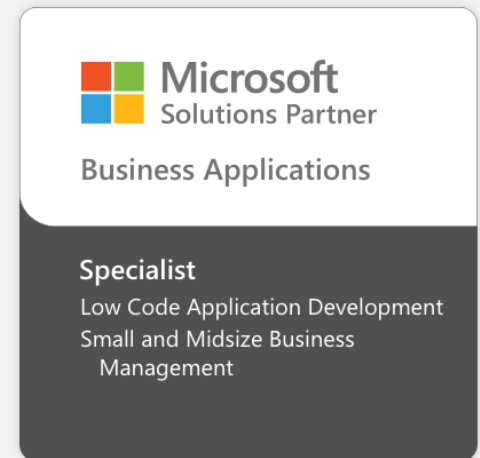 Microsoft
Solutions Partner
Business Applications
Specialist
Low Code Application Development
Small and Midsize Business
Management